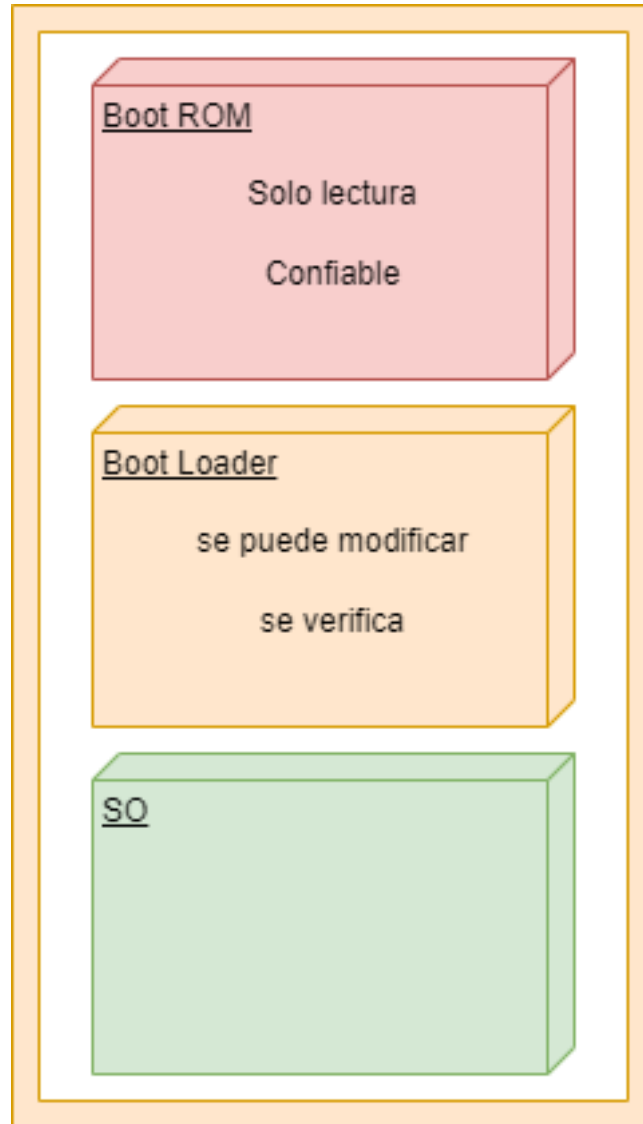 Boot ROM
Solo lectura
Confiable
Boot Loader
se puede modificar
se verifica
SO